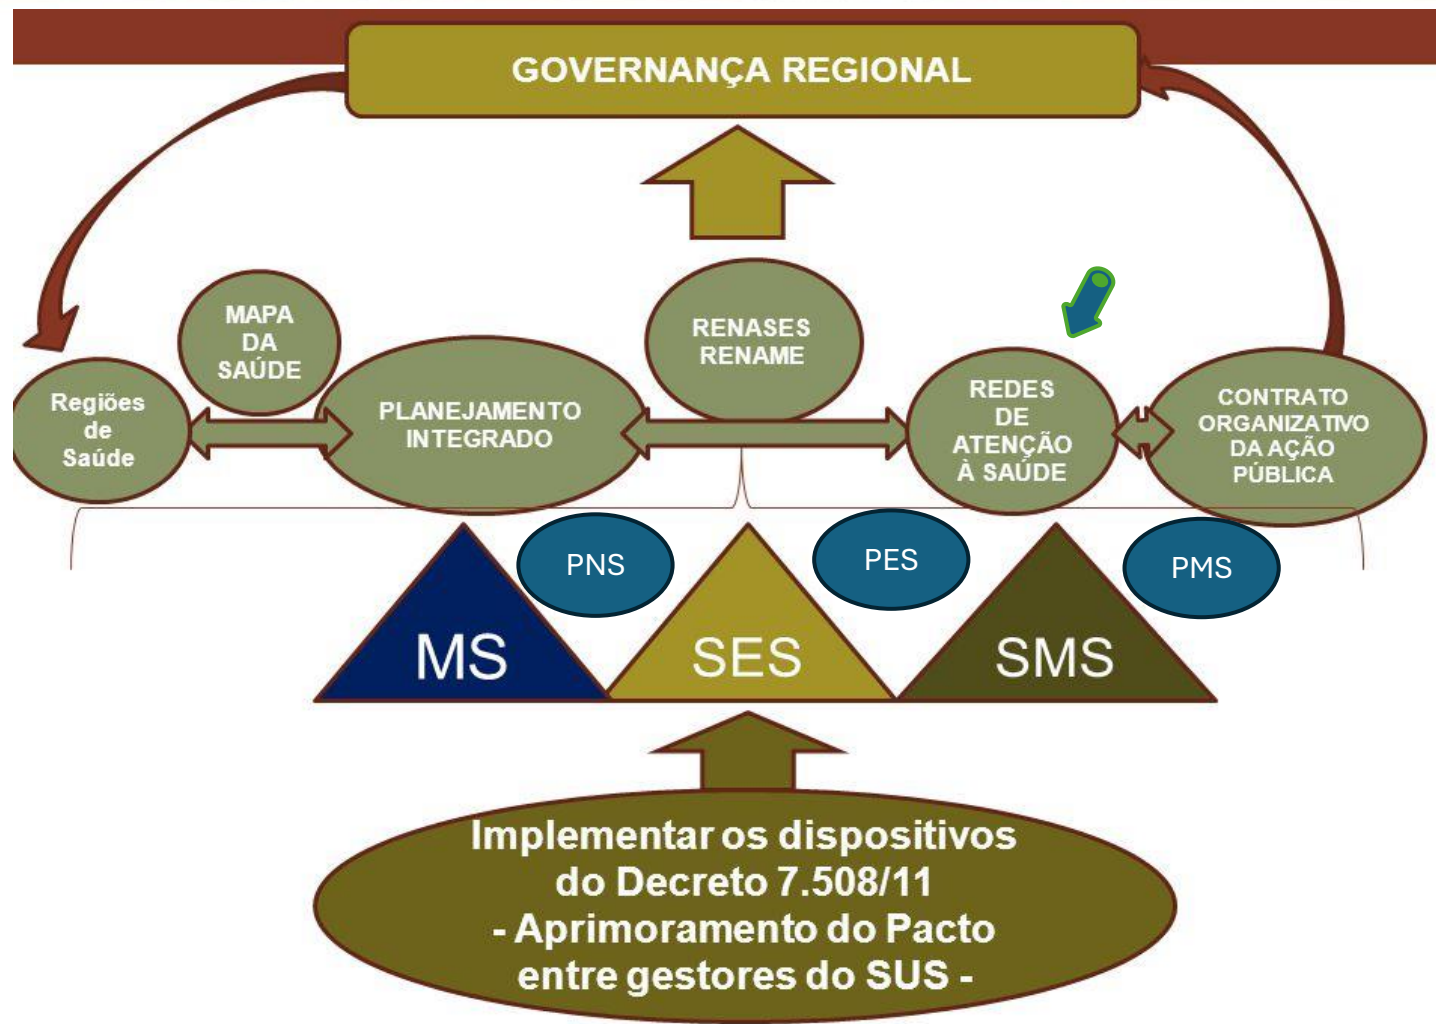 GOVERNANÇA REGIONAL
MAPA
DA
SAÚDE
RENASES
RENAME
Regiões
de
Saúde
PLANEJAMENTO
INTEGRADO
REDES
DE
ATENÇÃO
À SAÚDE
CONTRATO
ORGANIZATIVO
DA AÇÃO
PÚBLICA
PNS
PES
PMS
MS
SES
SMS
Implementar os dispositivos
do Decreto 7.508/11
- Aprimoramento do Pacto
entre gestores do SUS -